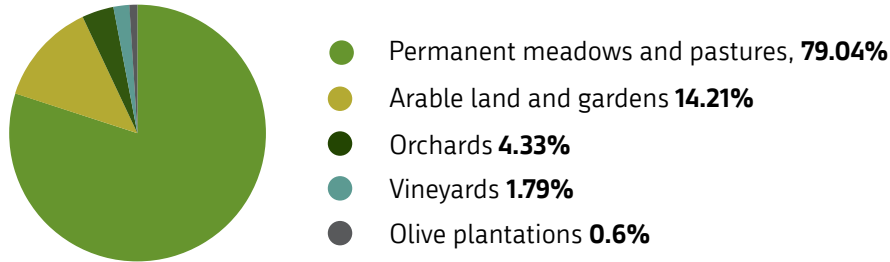 Permanent meadows and pastures, 79.04%
Arable land and gardens 14.21%
Orchards 4.33%
Vineyards 1.79%
Olive plantations 0.6%